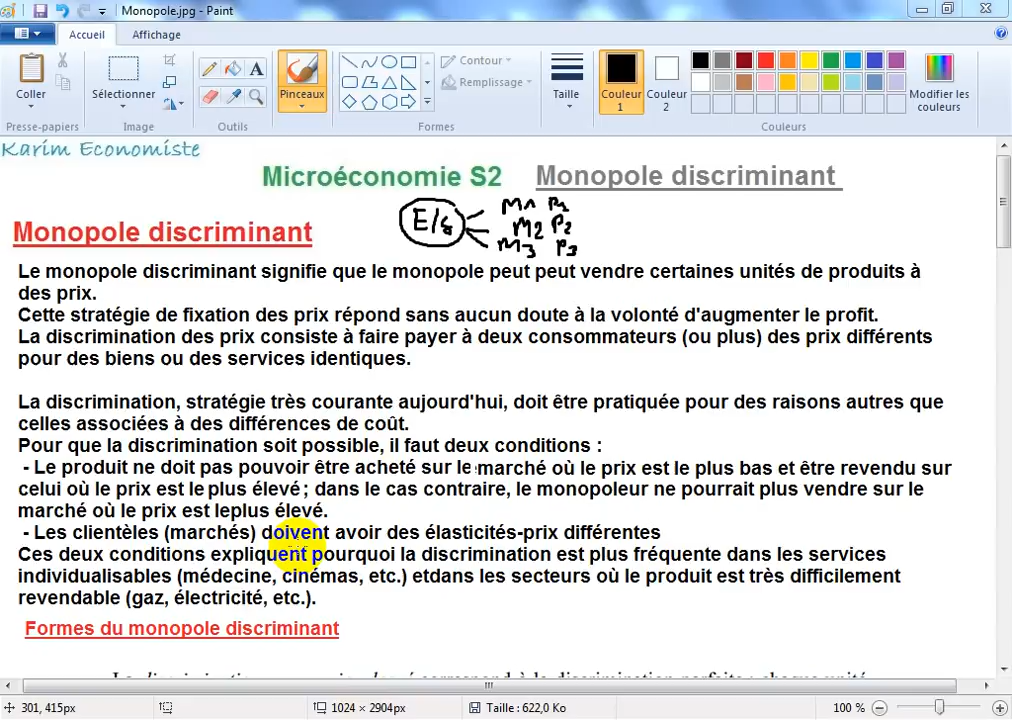 Monopole.jpg - Paint
Accueil
Affichage
Coller
Sélectionner
Pinceaux
Contour
Remplissage
Taille
Couleur 1
Couleur 2
Modifier les couleurs
Presse-papiers
Image
Outils
Formes
Couleurs
Karim Economiste
Microéconomie S2 Monopole discriminant
M1 P1
E/se M2 P2
M3 P3
Monopole discriminant
Le monopole discriminant signifie que le monopole peut peut vendre certaines unités de produits à
des prix.
Cette stratégie de fixation des prix répond sans aucun doute à la volonté d'augmenter le profit.
La discrimination des prix consiste à faire payer à deux consommateurs (ou plus) des prix différents
pour des biens ou des services identiques.
La discrimination, stratégie très courante aujourd'hui, doit être pratiquée pour des raisons autres que
celles associées à des différences de coût.
Pour que la discrimination soit possible, il faut deux conditions :
- Le produit ne doit pas pouvoir être acheté sur le marché où le prix est le plus bas et être revendu sur
celui où le prix est le plus élevé ; dans le cas contraire, le monopoleur ne pourrait plus vendre sur le
marché où le prix est leplus élevé.
- Les clientèles (marchés) doivent avoir des élasticités-prix différentes
Ces deux conditions expliquent pourquoi la discrimination est plus fréquente dans les services
individualisables (médecine, cinémas, etc.) etdans les secteurs où le produit est très difficilement
revendable (gaz, électricité, etc.).
Formes du monopole discriminant
301, 415px
1024 × 2904px
Taille : 622,0 Ko
100 %